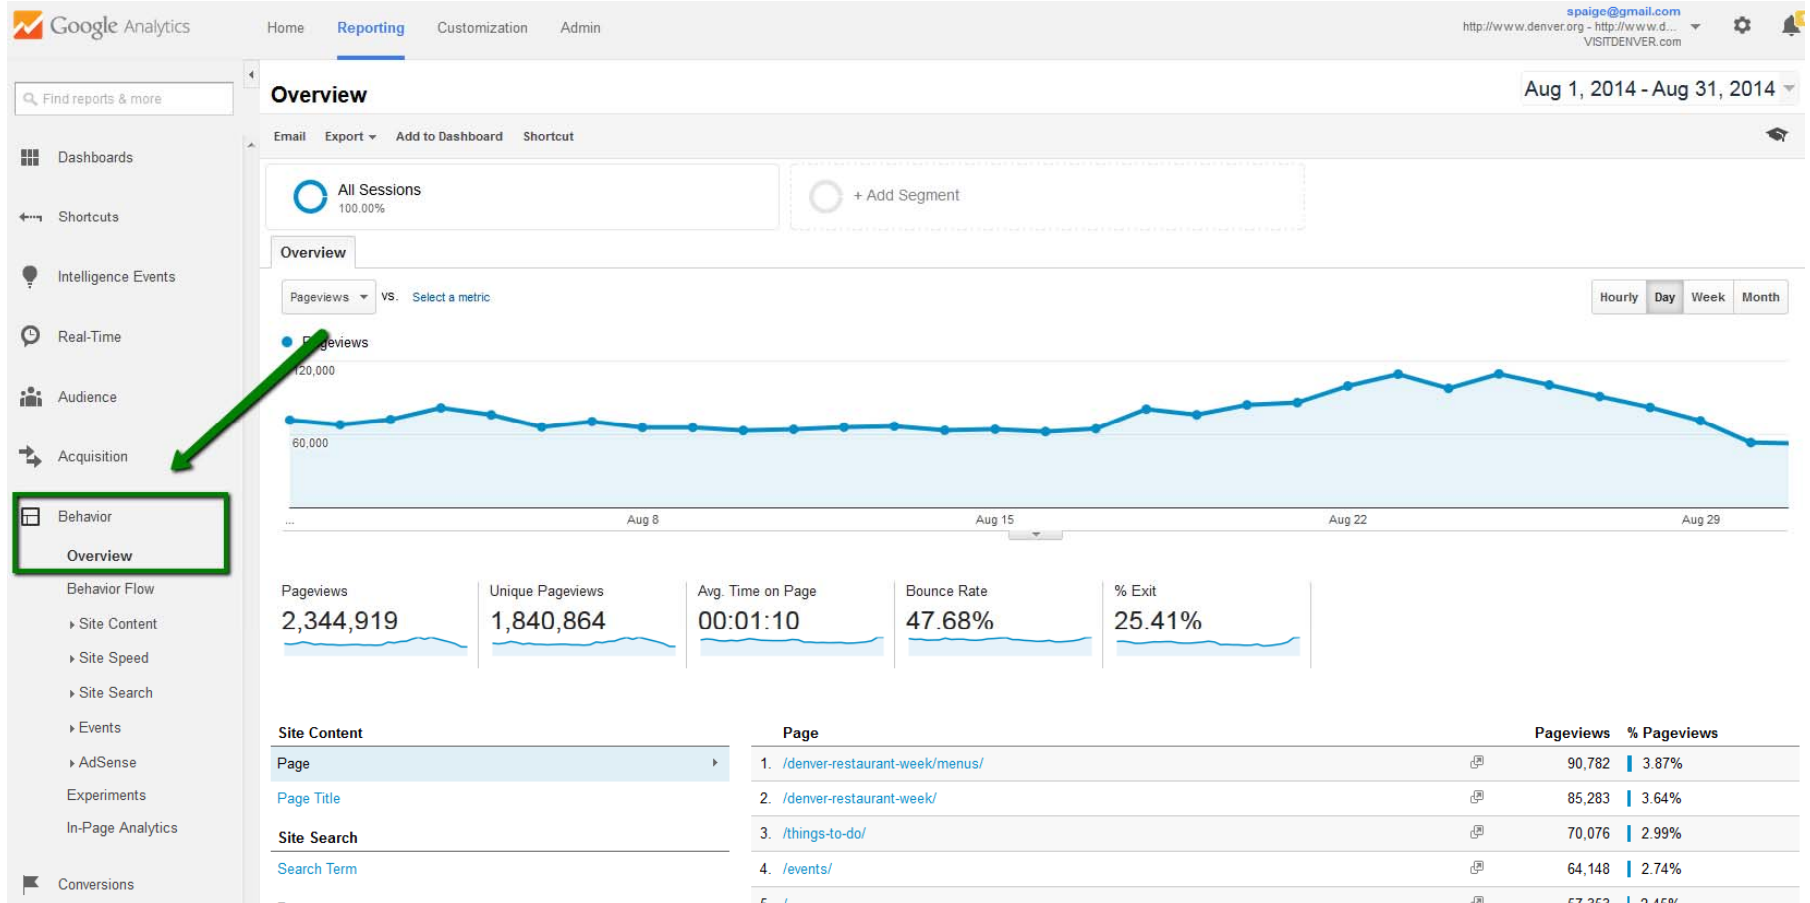 Google Analytics
Home Reporting Customization Admin
spaige@gmail.com
http://www.denver.org - http://www.d...
VISITDENVER.com
Find reports & more
Dashboards
Shortcuts
Intelligence Events
Real-Time
Audience
Acquisition
Behavior
Overview
Behavior Flow
Site Content
Site Speed
Site Search
Events
AdSense
Experiments
In-Page Analytics
Conversions
Overview
Aug 1, 2014 - Aug 31, 2014
Email Export Add to Dashboard Shortcut
All Sessions
100.00%
+ Add Segment
Overview
Pageviews VS. Select a metric
Hourly Day Week Month
Pageviews
120,000
60,000
... Aug 8 Aug 15 Aug 22 Aug 29
Pageviews
2,344,919
Unique Pageviews
1,840,864
Avg. Time on Page
00:01:10
Bounce Rate
47.68%
% Exit
25.41%
Site Content
Page
Page Title
Site Search
Search Term
Page Pageviews % Pageviews
1. /denver-restaurant-week/menus/ 90,782 3.87%
2. /denver-restaurant-week/ 85,283 3.64%
3. /things-to-do/ 70,076 2.99%
4. /events/ 64,148 2.74%